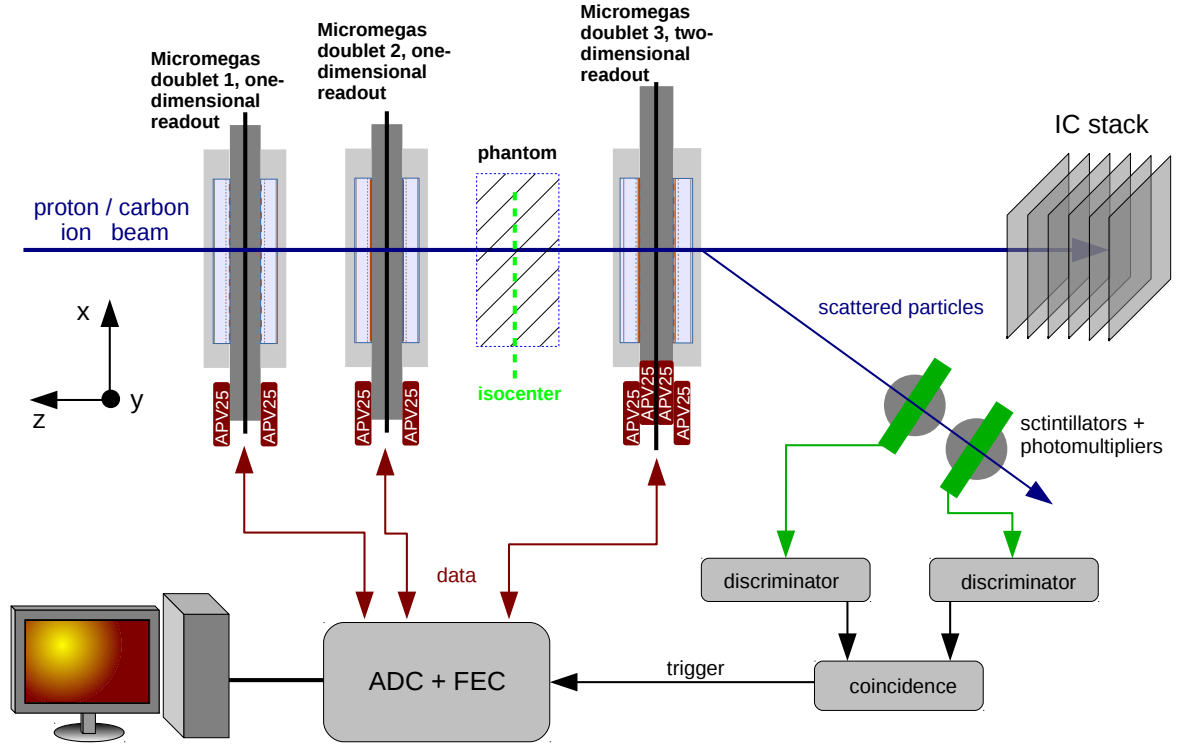 Micromegas
doublet 1, one-
dimensional
readout
Micromegas
doublet 2, one-
dimensional
readout
Micromegas
doublet 3, two-
dimensional
readout
phantom
IC stack
proton / carbon
ion beam
scattered particles
x
z
y
isocenter
APV25
APV25
APV25
APV25
APV25
APV25
APV25
APV25
sctintillators +
photomultipliers
data
discriminator
discriminator
trigger
coincidence
ADC + FEC